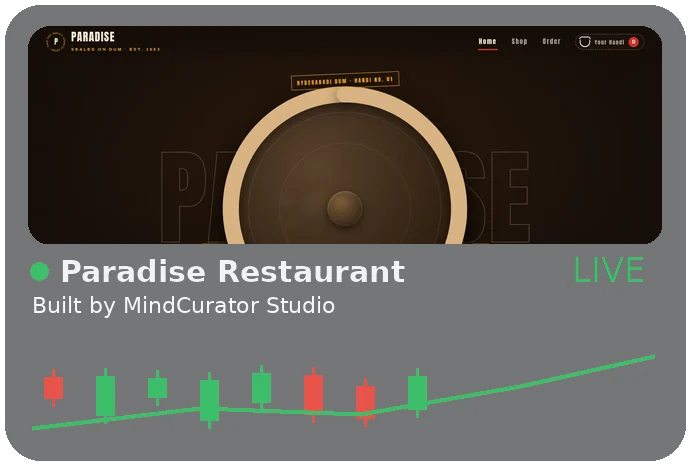 P
PARADISE
SEALED ON DUM · EST. 1953
Home Shop Order Your Handi 0
HYDERABADI DUM · HANDI NO. 01
Paradise Restaurant
LIVE
Built by MindCurator Studio